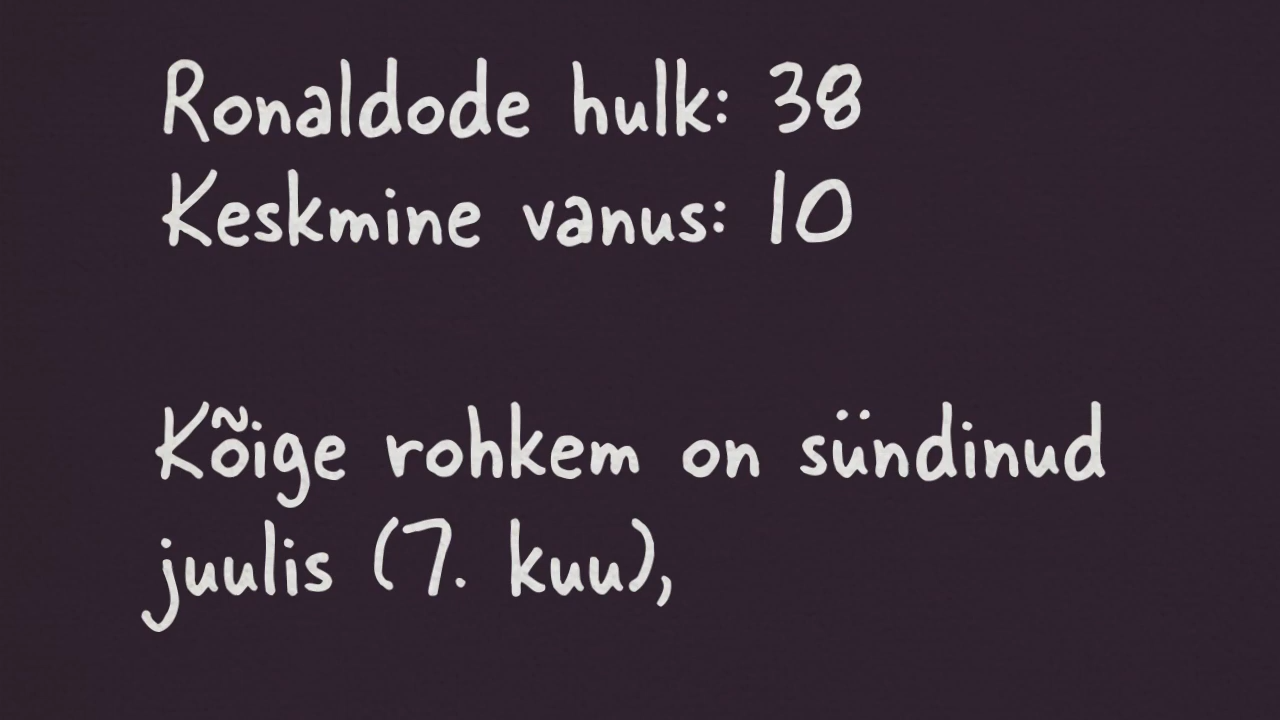 Ronaldode hulk: 38
Keskmine vanus: 10
Kõige rohkem on sündinud
juulis (7. kuu),